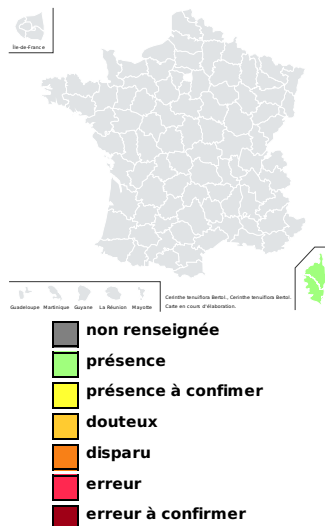 Île-de-France
Guadeloupe Martinique Guyane La Réunion Mayotte
Cerinthe tenuiflora Bertol., Cerinthe tenuiflora Bertol.
Carte en cours d'élaboration.
non renseignée
présence
présence à confimer
douteux
disparu
erreur
erreur à confirmer